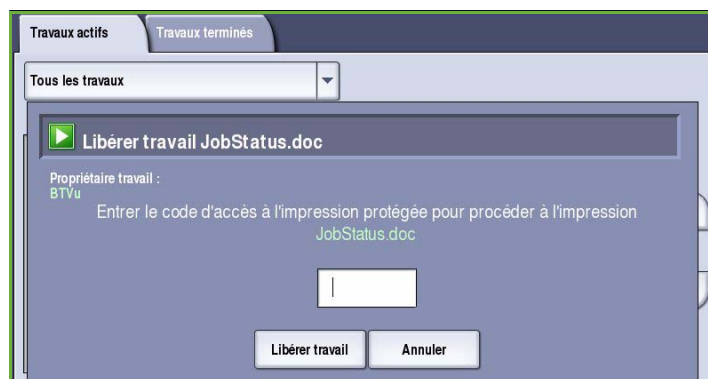 Travaux actifs
Travaux terminés
Tous les travaux
Libérer travail JobStatus.doc
Propriétaire travail :
BTVu
Entrer le code d'accès à l'impression protégée pour procéder à l'impression
JobStatus.doc
Libérer travail
Annuler